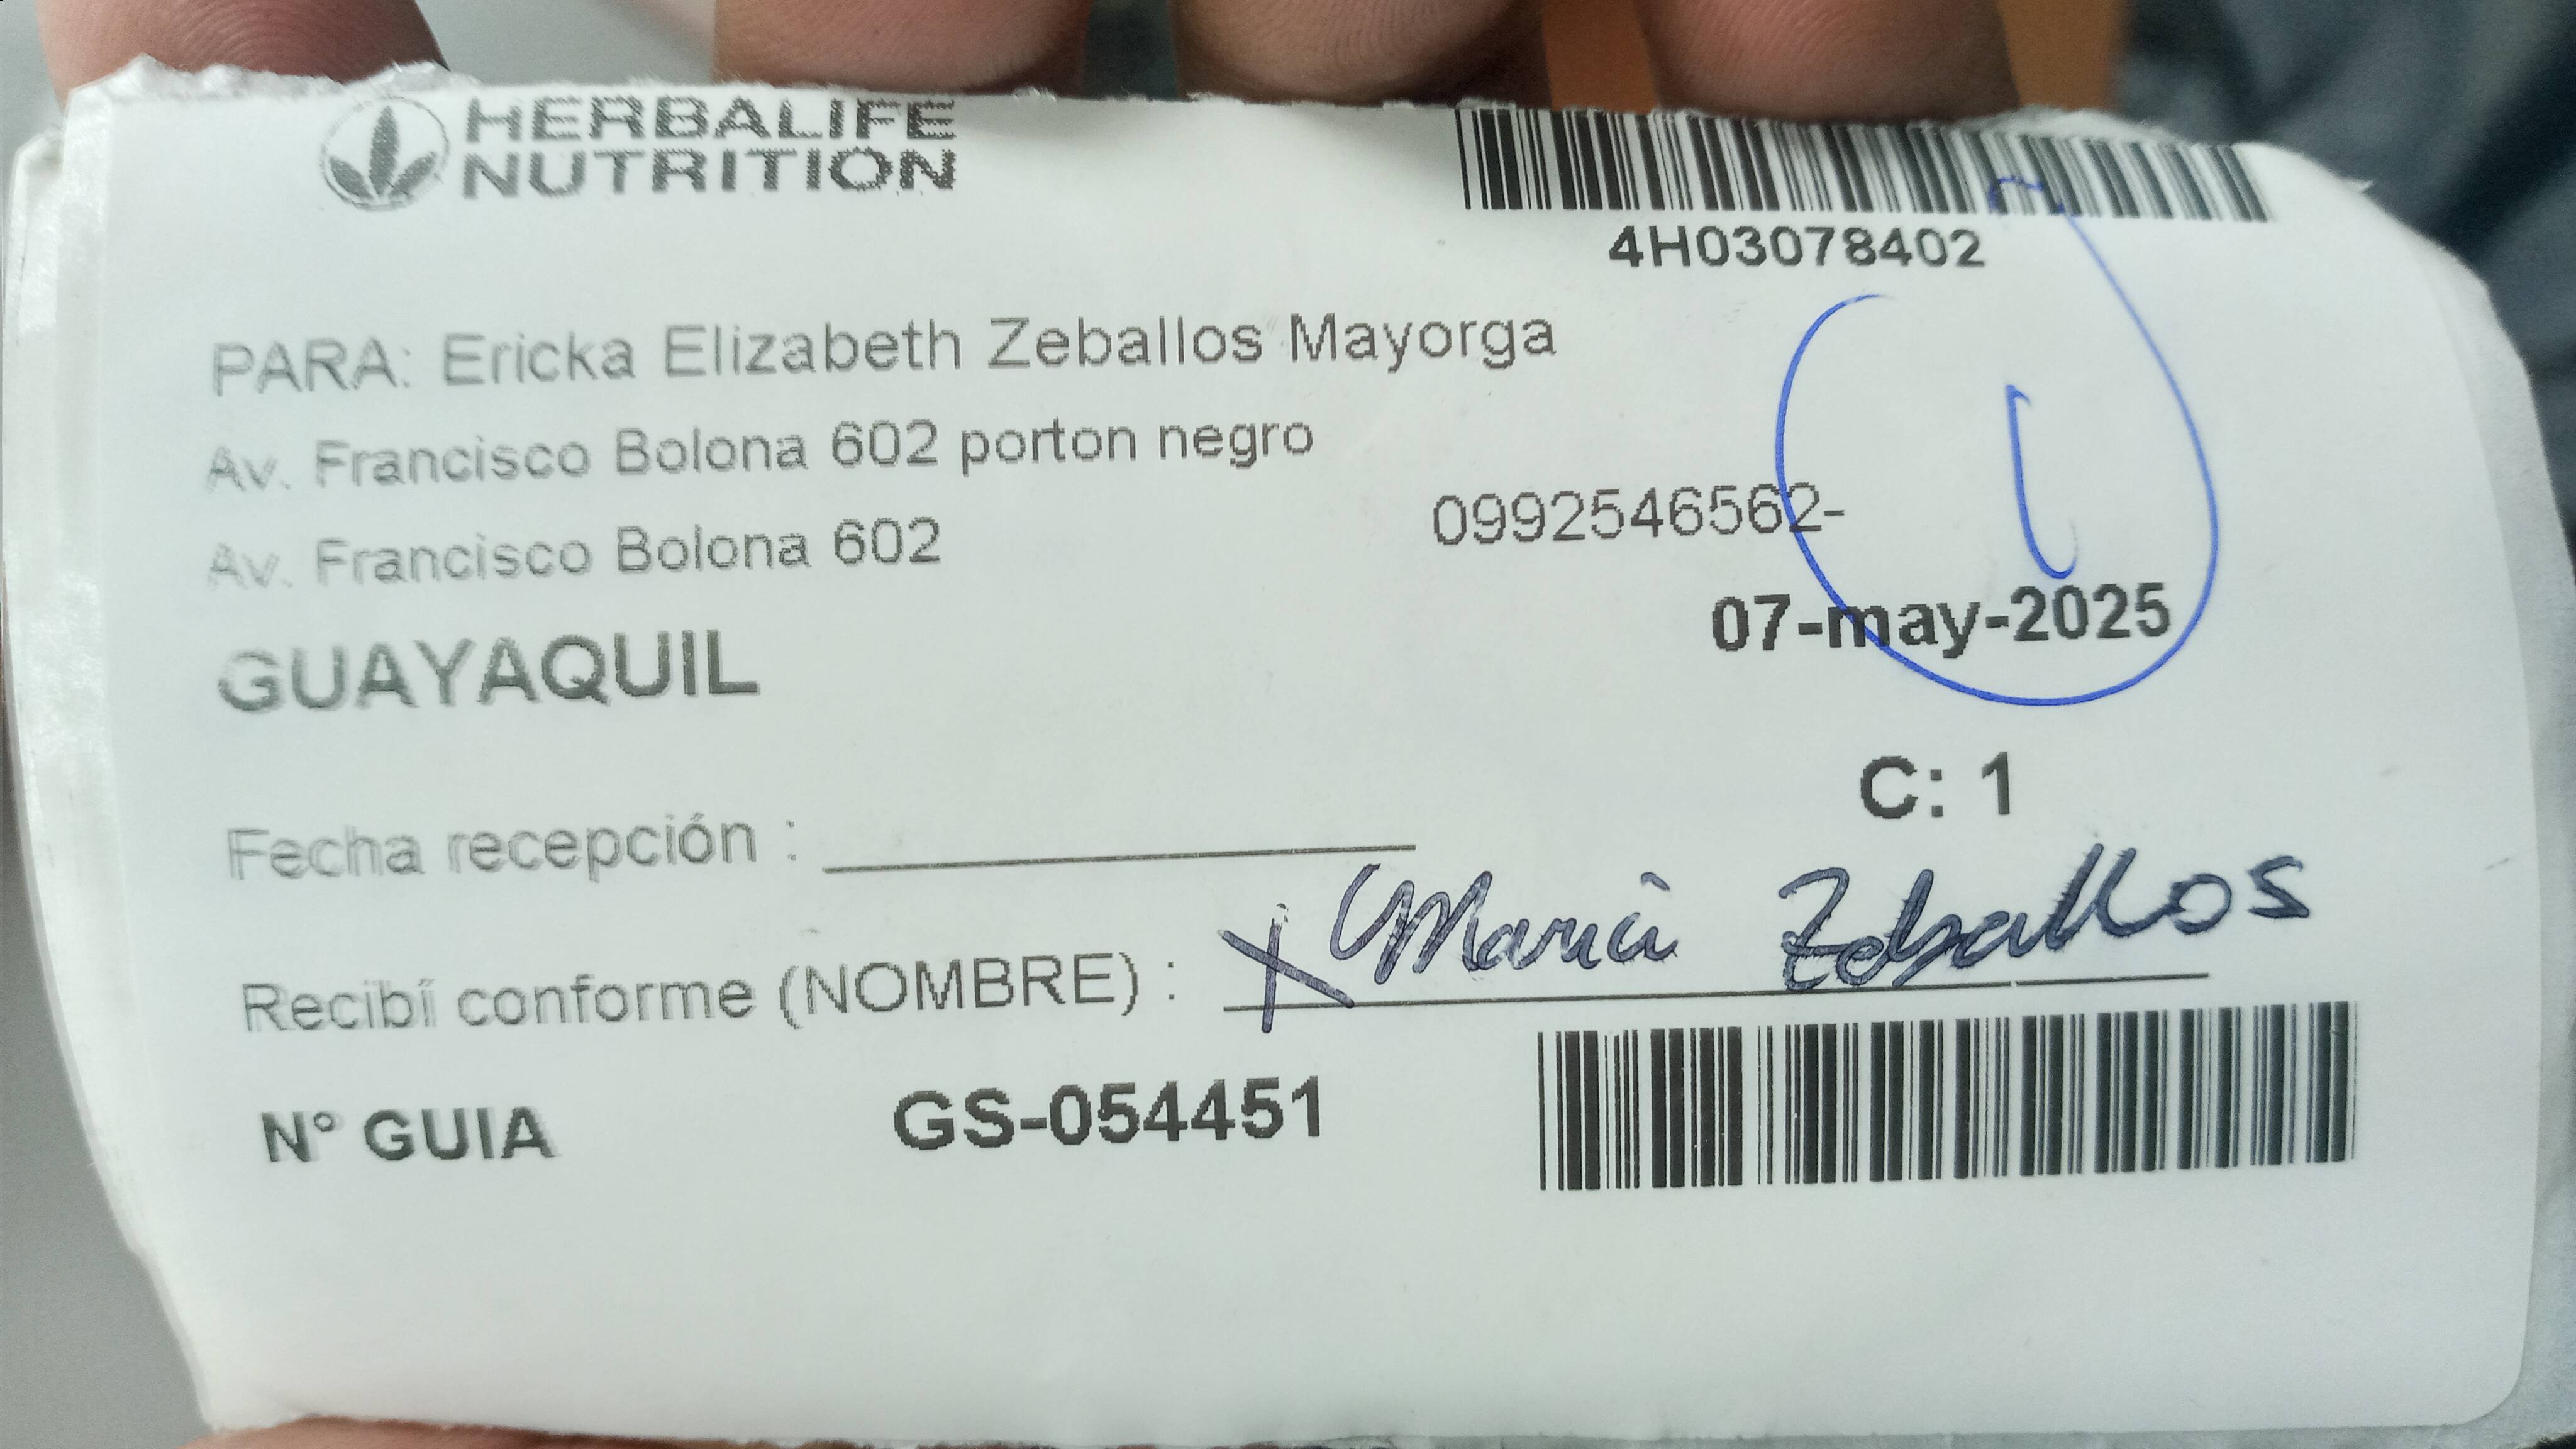 HERBALIFE
NUTRITION
4H03078402
PARA: Ericka Elizabeth Zeballos Mayorga
Av. Francisco Bolona 602 porton negro
0992546562-
Av. Francisco Bolona 602
07-may-2025
GUAYAQUIL
C: 1
Fecha recepción :
Recibí conforme (NOMBRE) : X Maria Zeballos
N° GUIA GS-054451